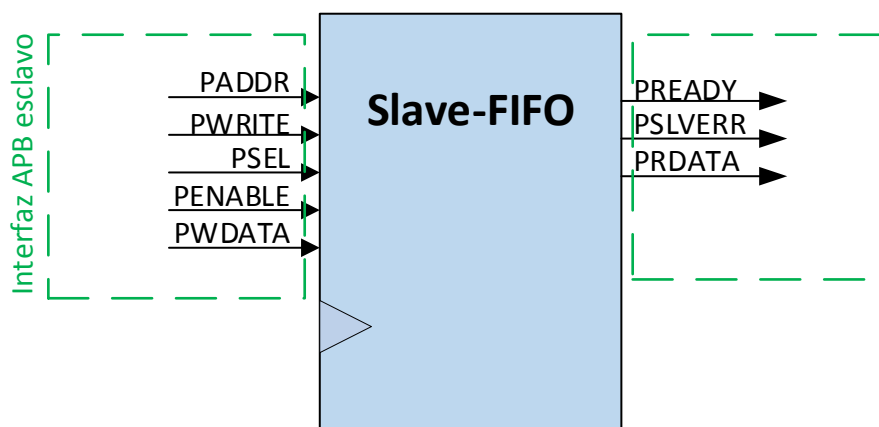 Interfaz APB esclavo
PADDR
PWRITE
PSEL
PENABLE
PWDATA
Slave-FIFO
PREADY
PSLVERR
PRDATA